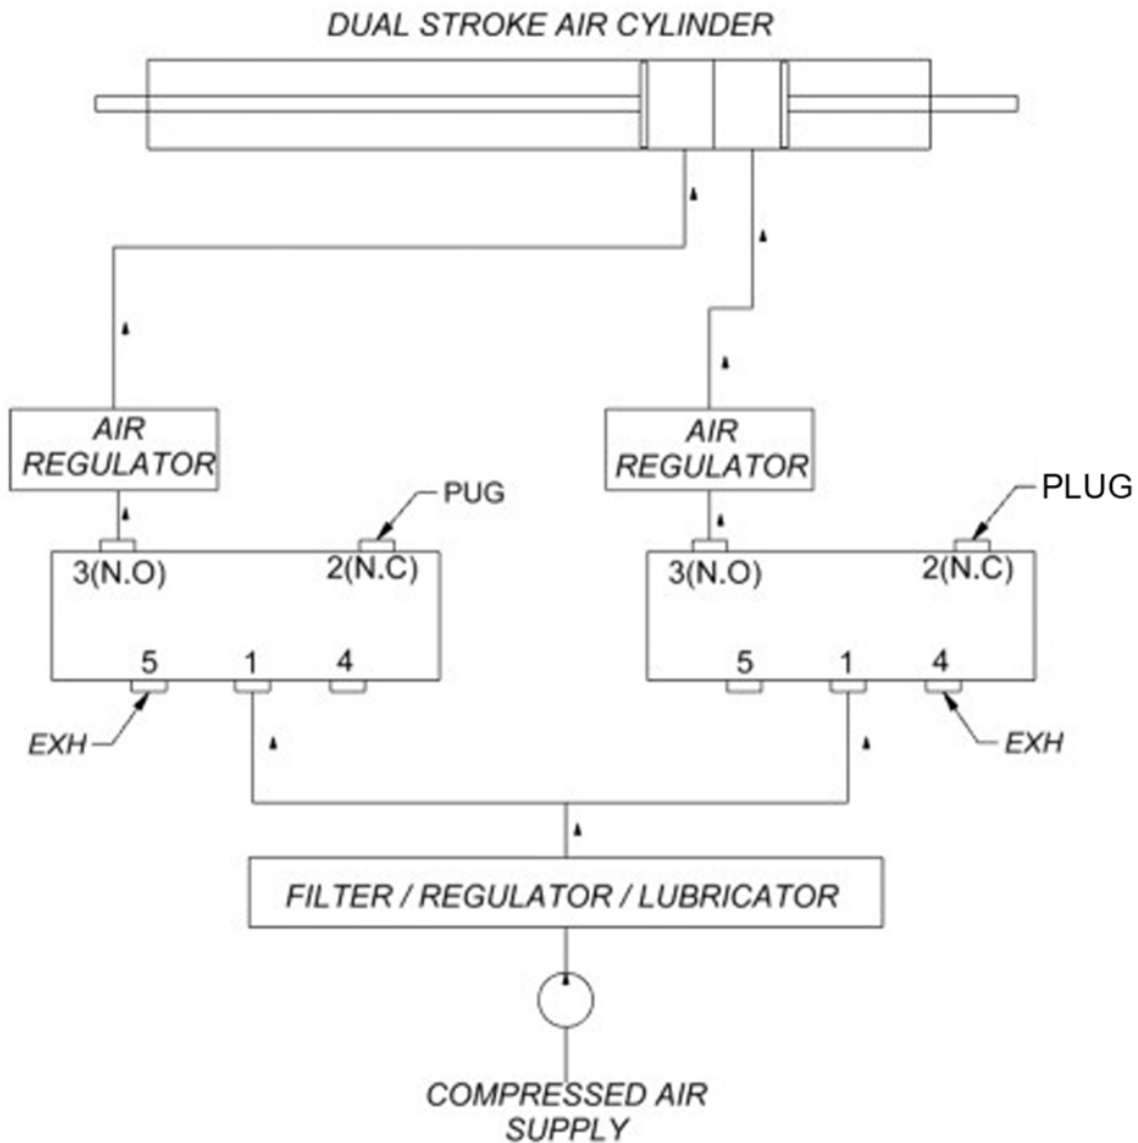 DUAL STROKE AIR CYLINDER
AIR
REGULATOR
AIR
REGULATOR
PUG
PLUG
3(N.O)
2(N.C)
3(N.O)
2(N.C)
5
1
4
5
1
4
EXH
EXH
FILTER / REGULATOR / LUBRICATOR
COMPRESSED AIR
SUPPLY